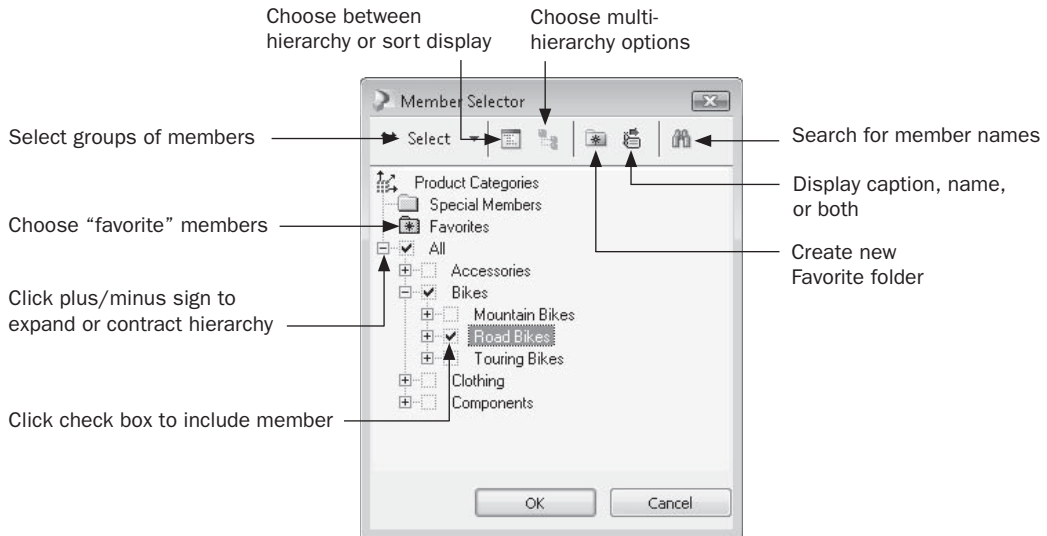 Choose between
hierarchy or sort display
Choose multi-
hierarchy options
Member Selector
Select groups of members
Select
Search for member names
Display caption, name,
or both
Product Categories
Special Members
Choose “favorite” members
Favorites
Create new
Favorite folder
All
Accessories
Click plus/minus sign to
expand or contract hierarchy
Bikes
Mountain Bikes
Road Bikes
Touring Bikes
Clothing
Click check box to include member
Components
OK
Cancel